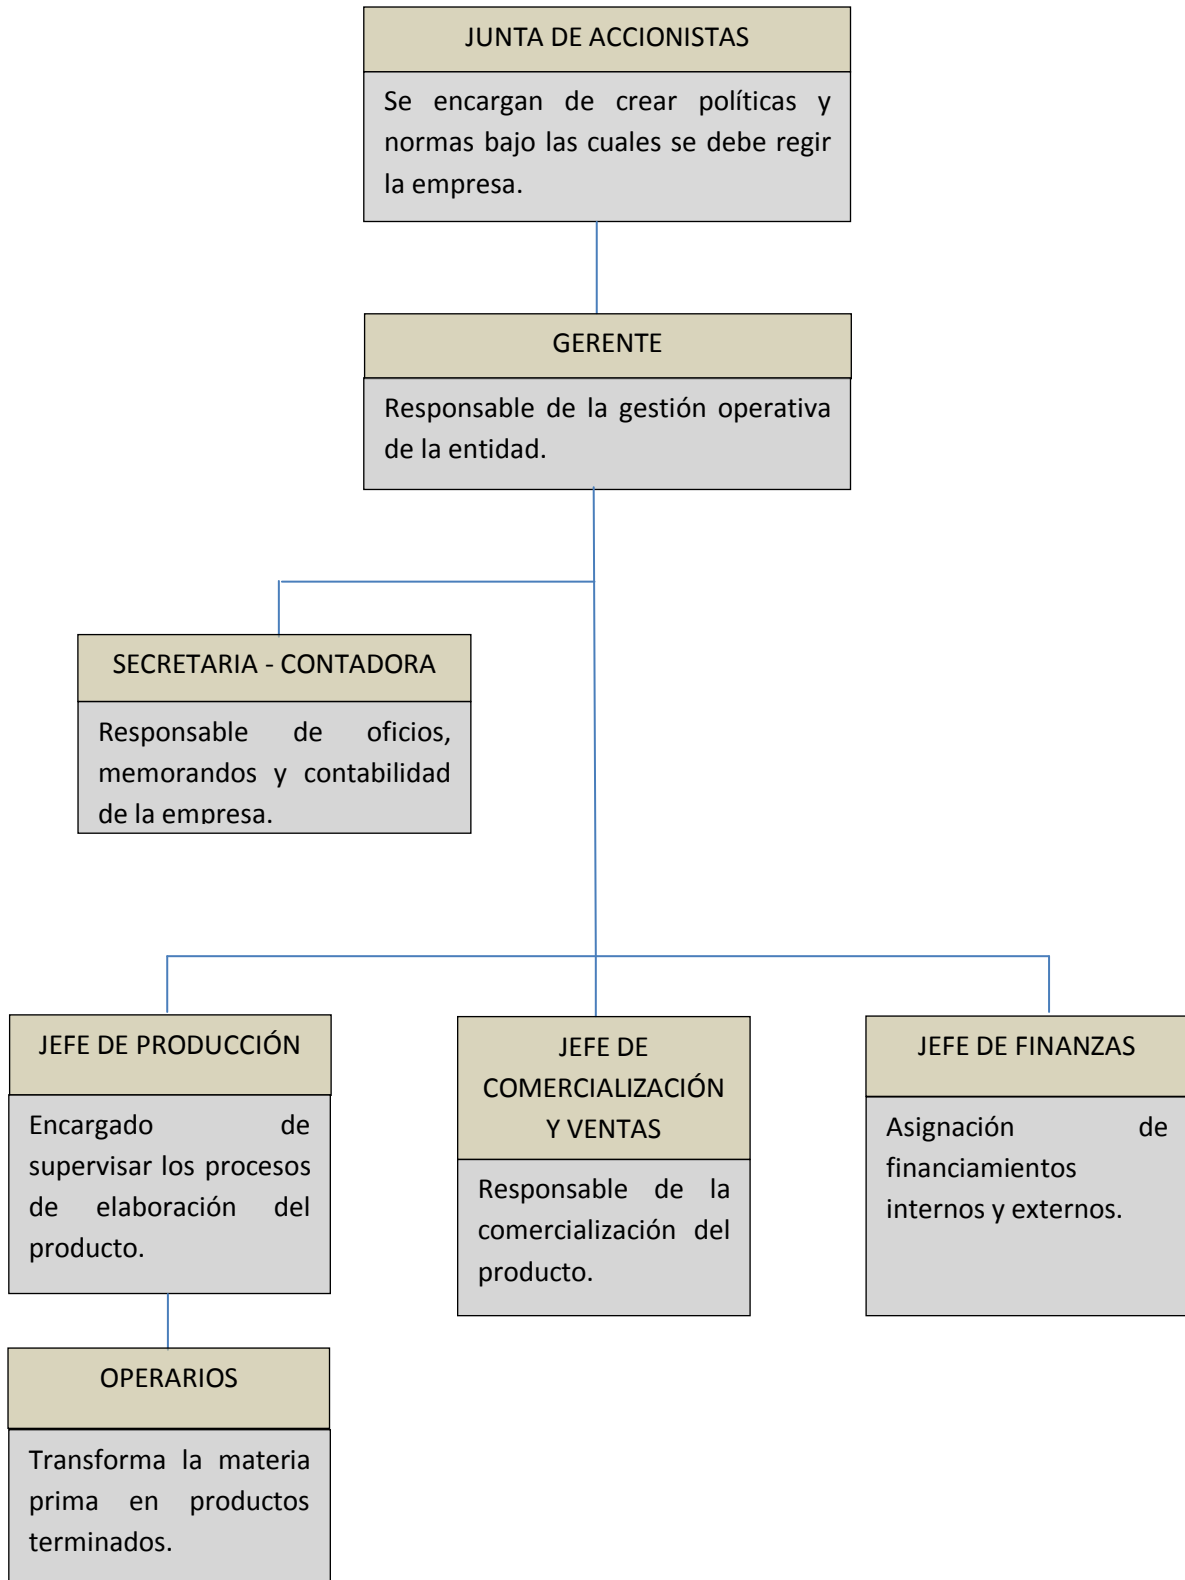 JUNTA DE ACCIONISTAS
Se encargan de crear políticas y
normas bajo las cuales se debe regir
la empresa.
GERENTE
Responsable de la gestión operativa
de la entidad.
SECRETARIA - CONTADORA
Responsable de oficios,
memorandos y contabilidad
de la empresa.
JEFE DE PRODUCCIÓN
Encargado de
supervisar los procesos
de elaboración del
producto.
JEFE DE
COMERCIALIZACIÓN
Y VENTAS
Responsable de la
comercialización del
producto.
JEFE DE FINANZAS
Asignación de
financiamientos
internos y externos.
OPERARIOS
Transforma la materia
prima en productos
terminados.